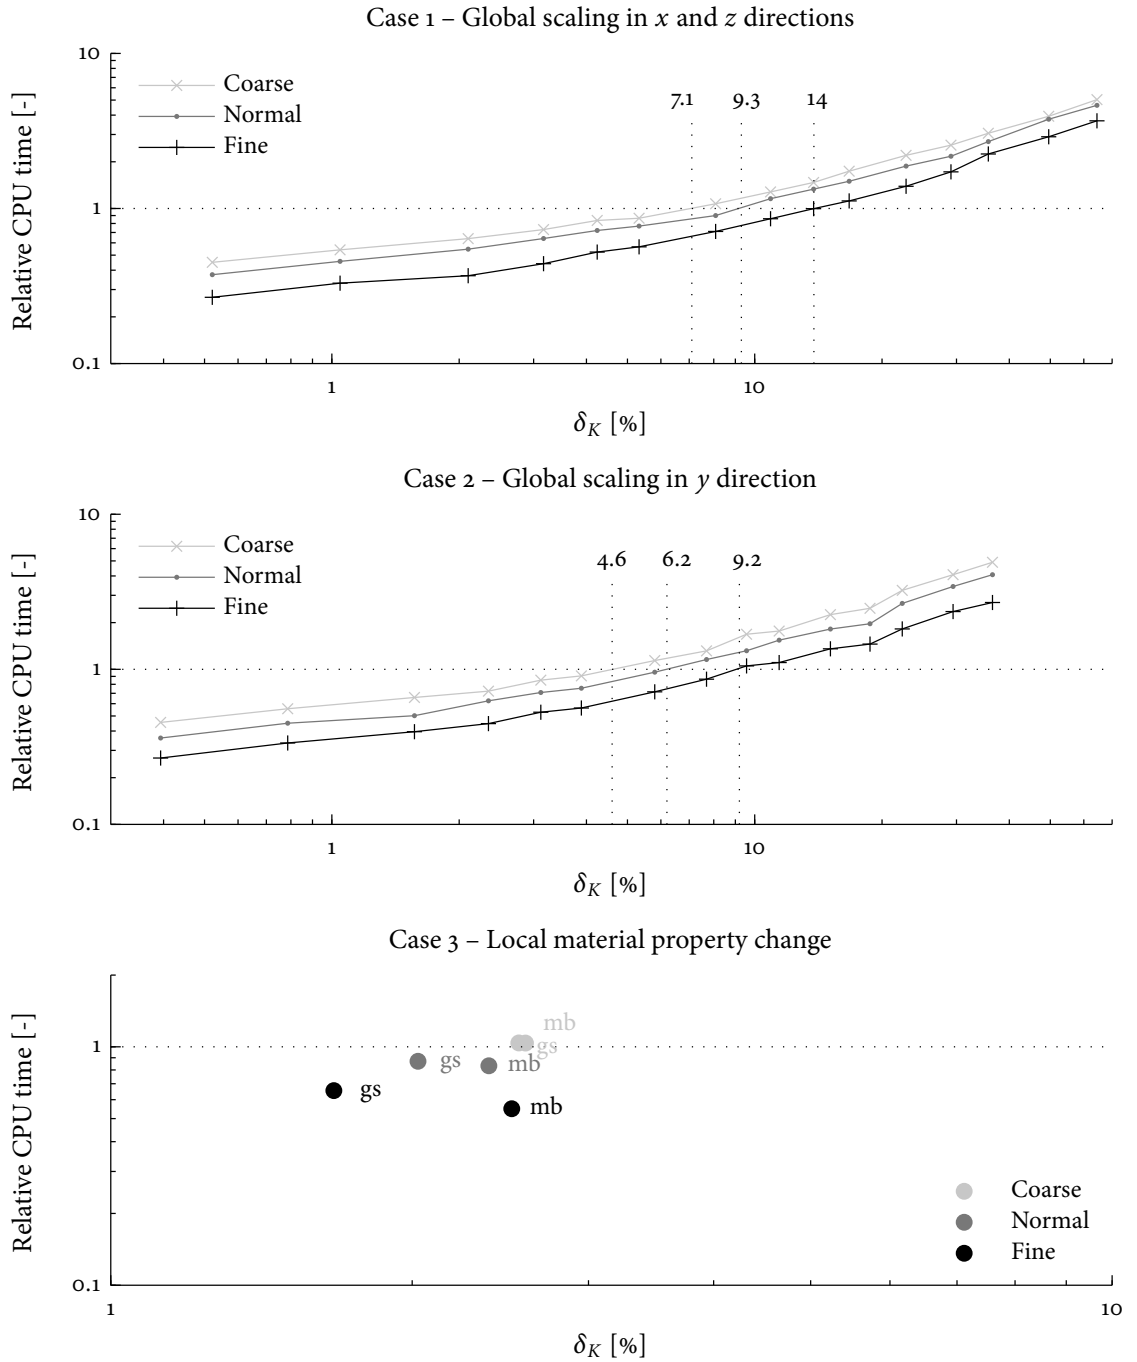 Case 1 – Global scaling in x and z directions
Relative CPU time [-]
10
1
0.1
Coarse
Normal
Fine
7.1 9.3 14
1 10
δK [%]
Case 2 – Global scaling in y direction
Relative CPU time [-]
10
1
0.1
Coarse
Normal
Fine
4.6 6.2 9.2
1 10
δK [%]
Case 3 – Local material property change
Relative CPU time [-]
1
0.1
mb
gs
gs
mb
gs
mb
Coarse
Normal
Fine
1 10
δK [%]